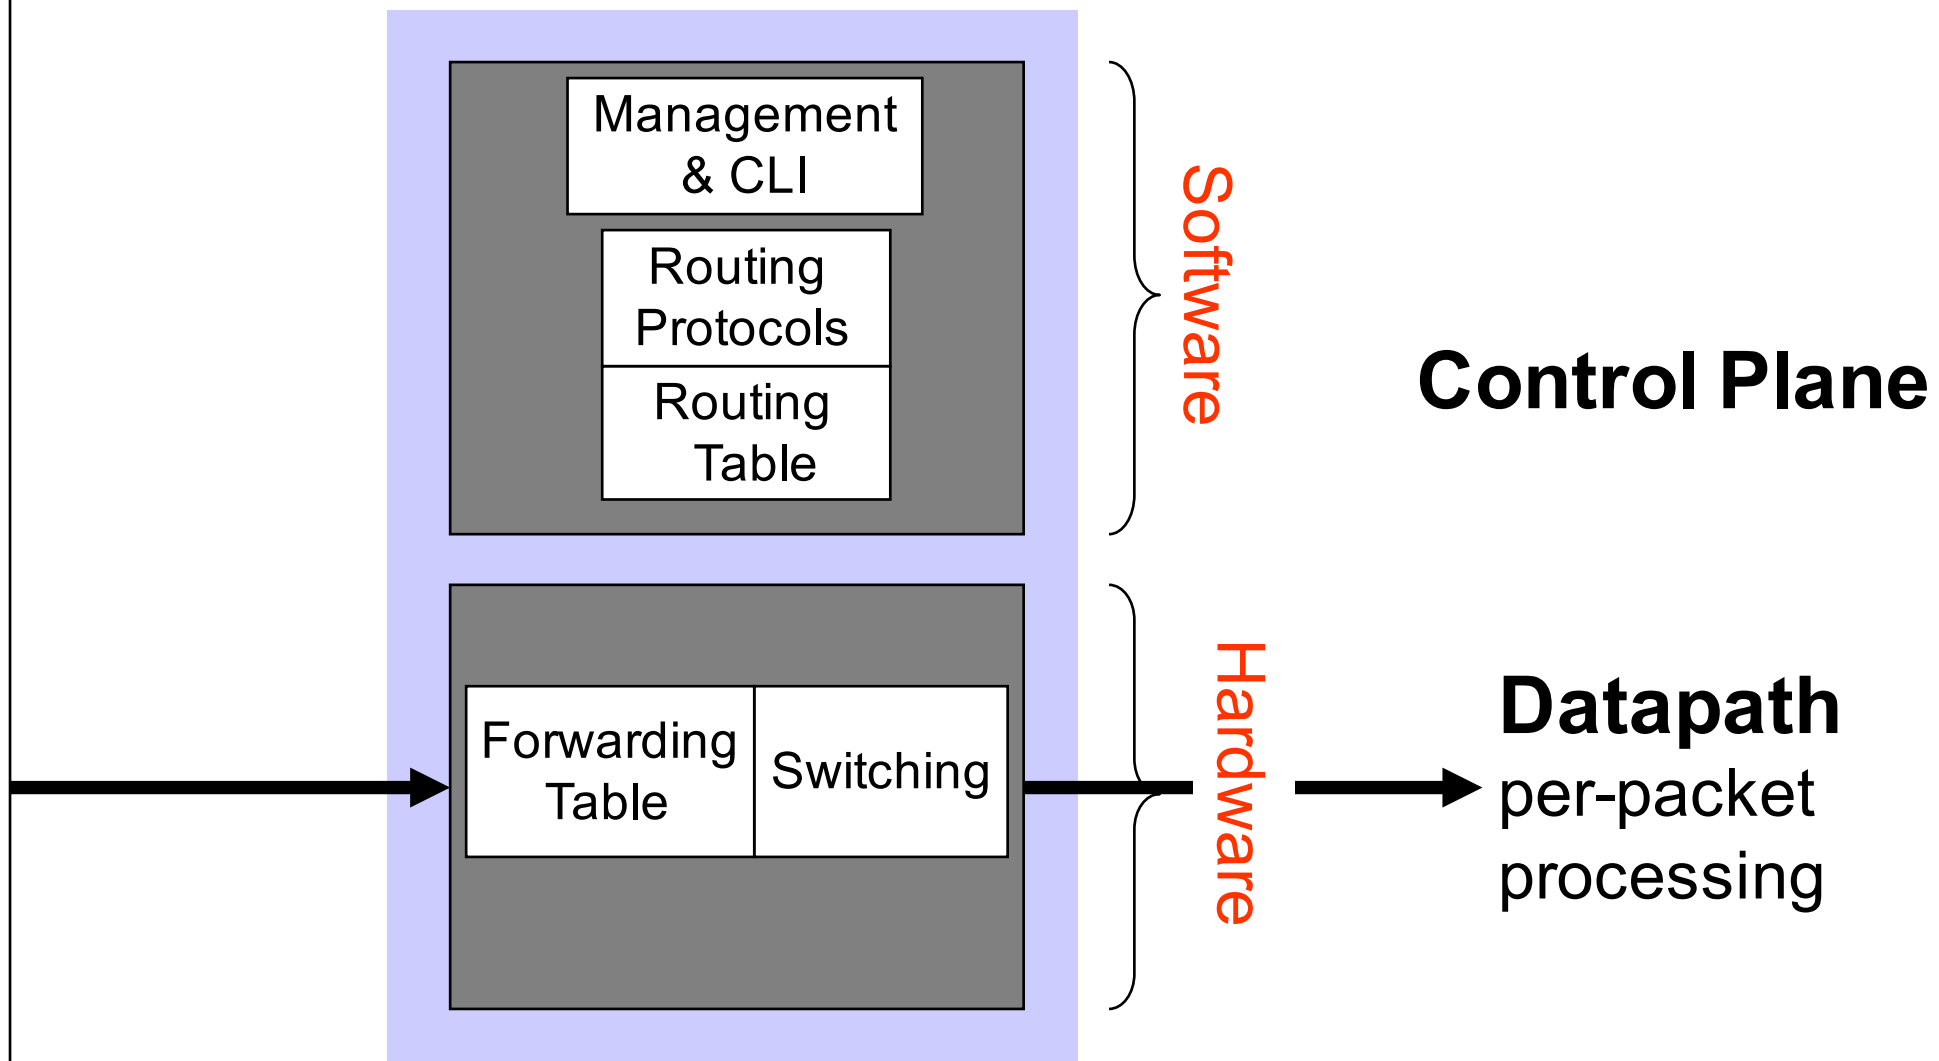 Management
& CLI
Routing
Protocols
Routing
Table
Software
Control Plane
Forwarding
Table
Switching
Hardware
Datapath
per-packet
processing